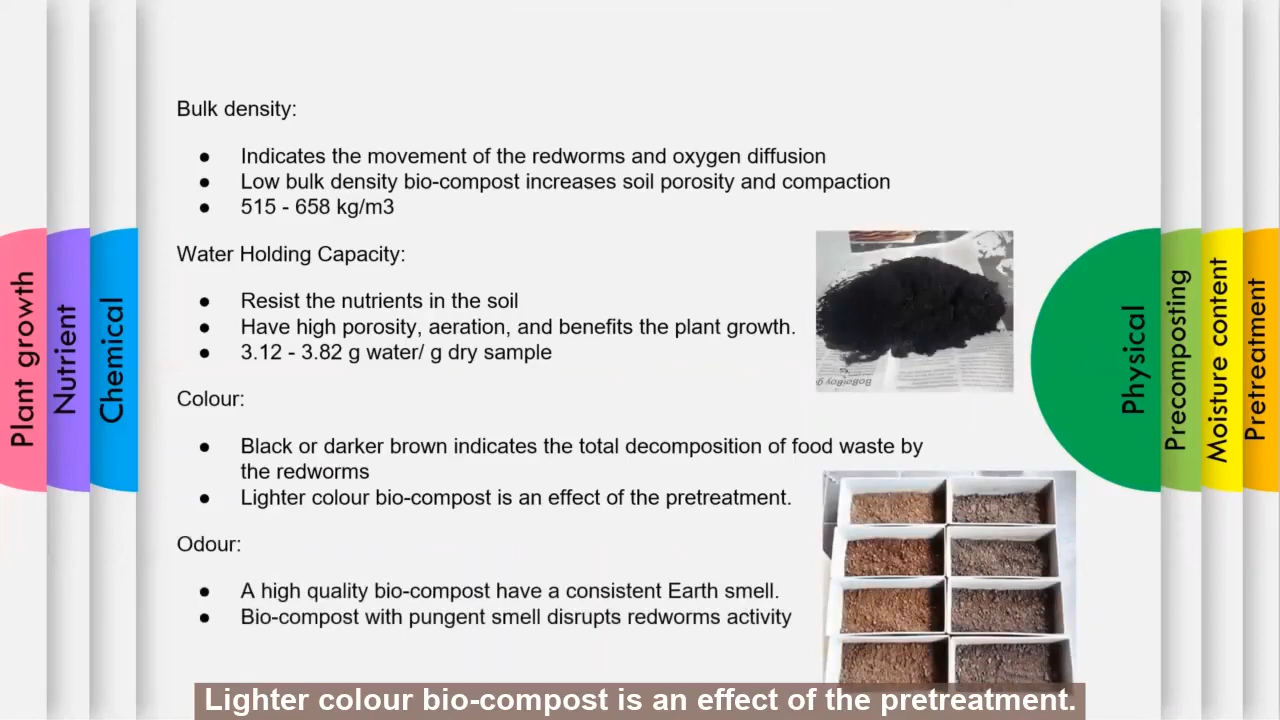 Bulk density:
● Indicates the movement of the redworms and oxygen diffusion
● Low bulk density bio-compost increases soil porosity and compaction
● 515 - 658 kg/m3
Water Holding Capacity:
● Resist the nutrients in the soil
● Have high porosity, aeration, and benefits the plant growth.
● 3.12 - 3.82 g water/ g dry sample
Colour:
● Black or darker brown indicates the total decomposition of food waste by
the redworms
● Lighter colour bio-compost is an effect of the pretreatment.
Odour:
● A high quality bio-compost have a consistent Earth smell.
● Bio-compost with pungent smell disrupts redworms activity
Plant growth
Nutrient
Chemical
Physical
Precomposting
Moisture content
Pretreatment
Lighter colour bio-compost is an effect of the pretreatment.